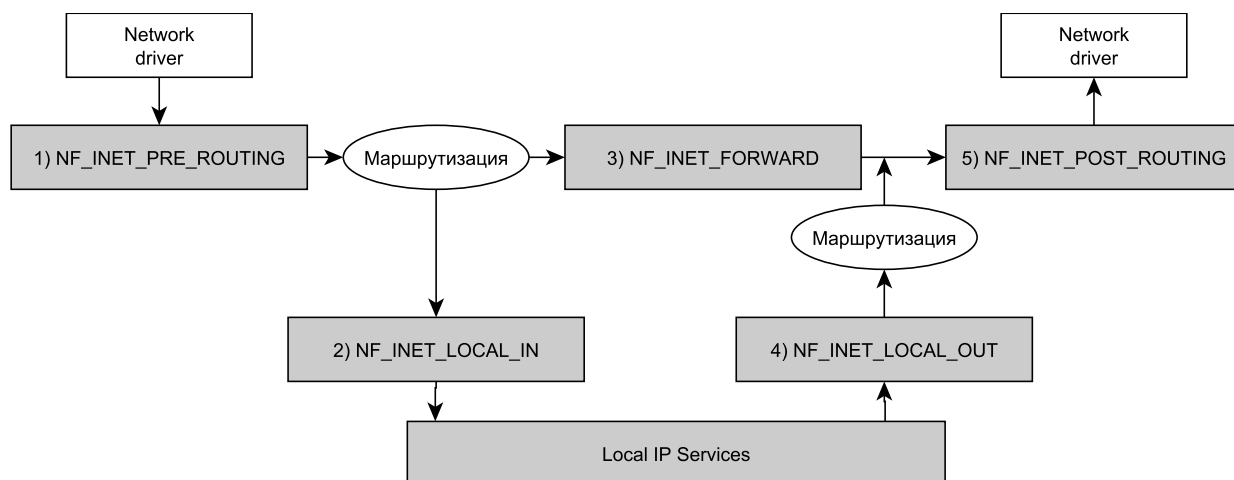 Network
driver
Network
driver
1) NF_INET_PRE_ROUTING
Маршрутизация
3) NF_INET_FORWARD
5) NF_INET_POST_ROUTING
Маршрутизация
2) NF_INET_LOCAL_IN
4) NF_INET_LOCAL_OUT
Local IP Services